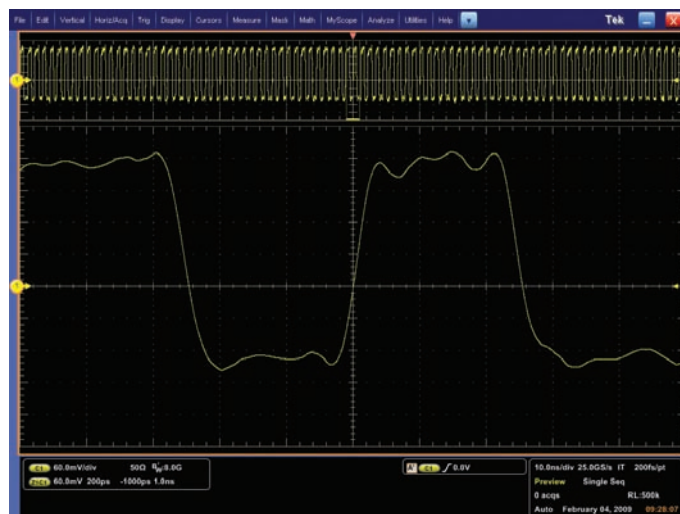 File Edit Vertical Horiz/Acq Trig Display Cursors Measure Mask Math MyScope Analyze Utilities Help Tek
C1 60.0mV/div 50Ω BW:8.0G
Z1C1 60.0mV 200ps -1000ps 1.0ns
A' C1 0.0V
10.0ns/div 25.0GS/s IT 200fs/pt
Preview Single Seq
0 acqs RL:500k
Auto February 04, 2009 09:28:07